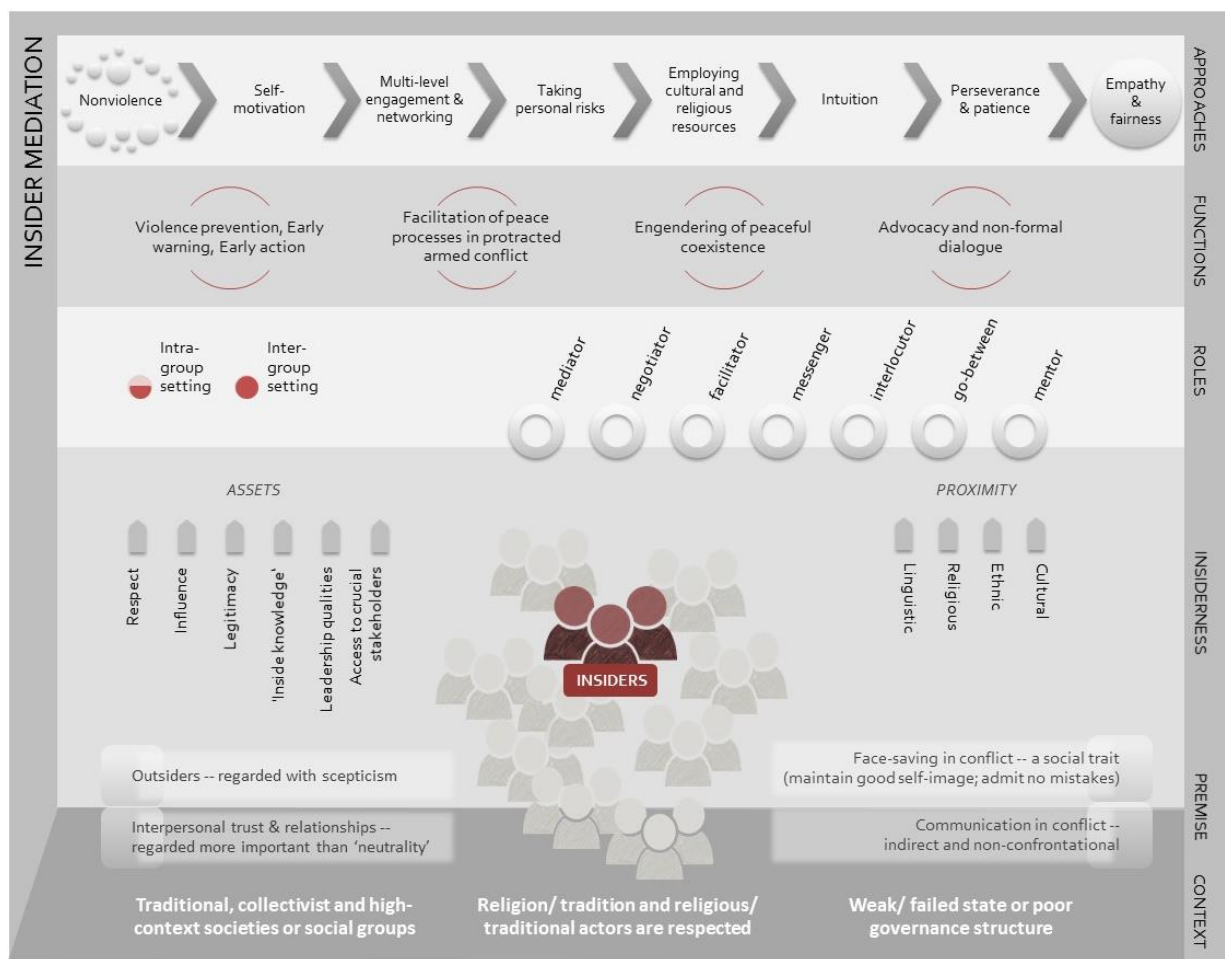 INSIDER MEDIATION
APPROACHES
Nonviolence
Self-
motivation
Multi-level
engagement &
networking
Taking
personal risks
Employing
cultural and
religious
resources
Intuition
Perseverance
& patience
Empathy
&
fairness
FUNCTIONS
Violence prevention, Early
warning, Early action
Facilitation of peace
processes in protracted
armed conflict
Engendering of peaceful
coexistence
Advocacy and non-formal
dialogue
ROLES
Intra-
group
setting
Inter-
group
setting
mediator
negotiator
facilitator
messenger
interlocutor
go-between
mentor
INSIDERNESS
ASSETS
Respect
Influence
Legitimacy
'Inside knowledge'
Leadership qualities
Access to crucial
stakeholders
PROXIMITY
Linguistic
Religious
Ethnic
Cultural
INSIDERS
PREMISE
Outsiders -- regarded with scepticism
Face-saving in conflict -- a social trait
(maintain good self-image; admit no mistakes)
Interpersonal trust & relationships --
regarded more important than ‘neutrality’
Communication in conflict --
indirect and non-confrontational
CONTEXT
Traditional, collectivist and high-
context societies or social groups
Religion/ tradition and religious/
traditional actors are respected
Weak/ failed state or poor
governance structure